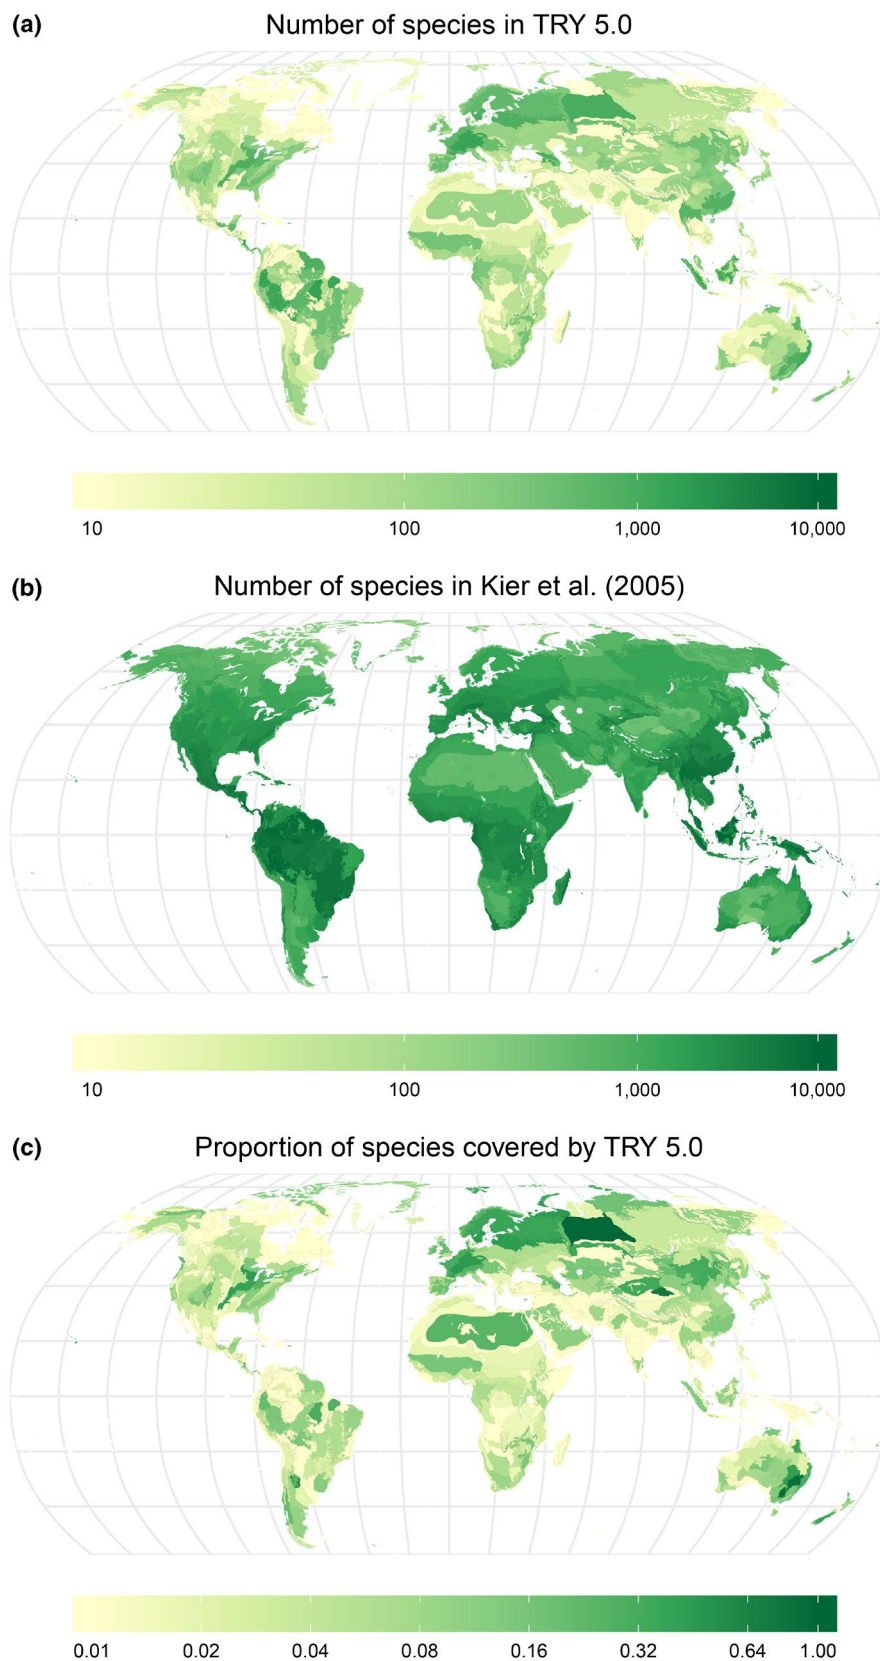 (a) Number of species in TRY 5.0
10 100 1,000 10,000
(b) Number of species in Kier et al. (2005)
10 100 1,000 10,000
(c) Proportion of species covered by TRY 5.0
0.01 0.02 0.04 0.08 0.16 0.32 0.64 1.00